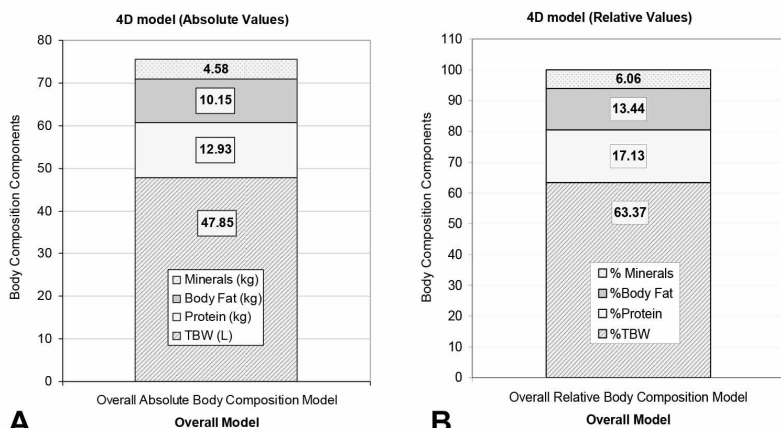 4D model (Absolute Values)
Body Composition Components
80
70
60
50
40
30
20
10
0
4.58
10.15
12.93
47.85
Minerals (kg)
Body Fat (kg)
Protein (kg)
TBW (L)
Overall Absolute Body Composition Model
Overall Model
A
4D model (Relative Values)
Body Composition Components
110
100
90
80
70
60
50
40
30
20
10
0
6.06
13.44
17.13
63.37
% Minerals
%Body Fat
%Protein
%TBW
Overall Relative Body Composition Model
Overall Model
B